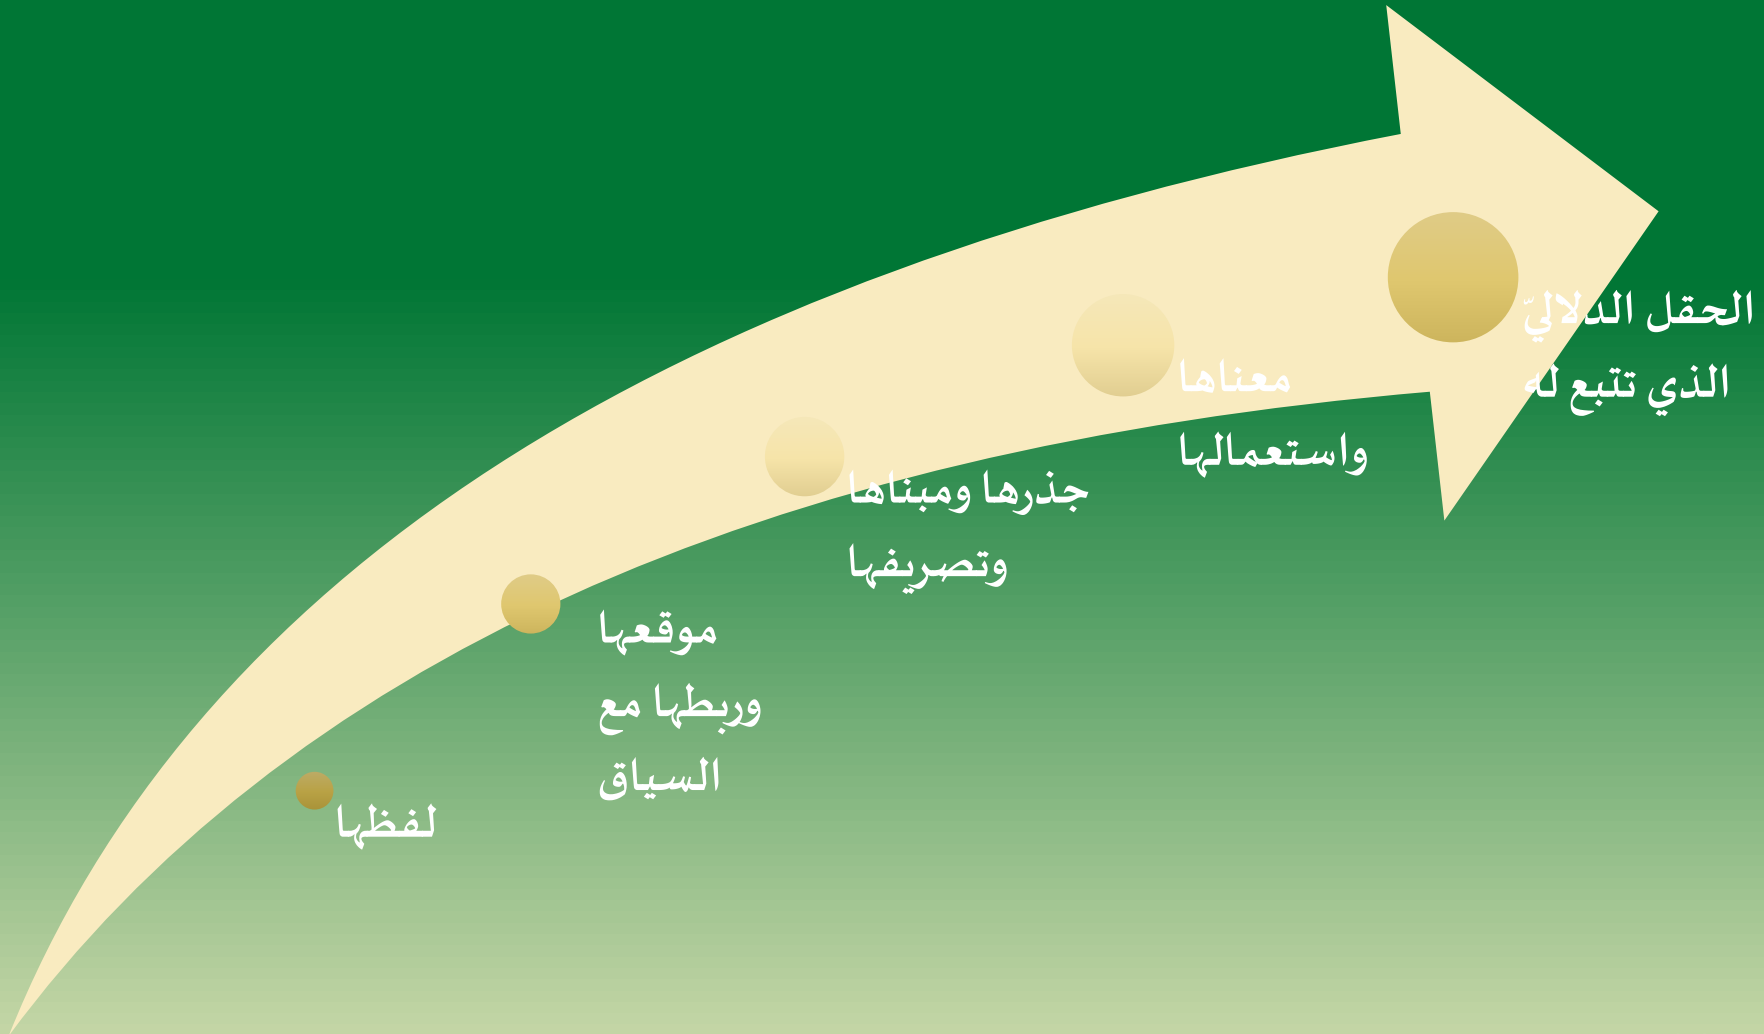 لفظها
موقعها
وربطها مع
السياق
جذرها ومبناها
وتصريفها
معناها
واستعمالها
الحقل الدلاليّ
الذي تتبع له